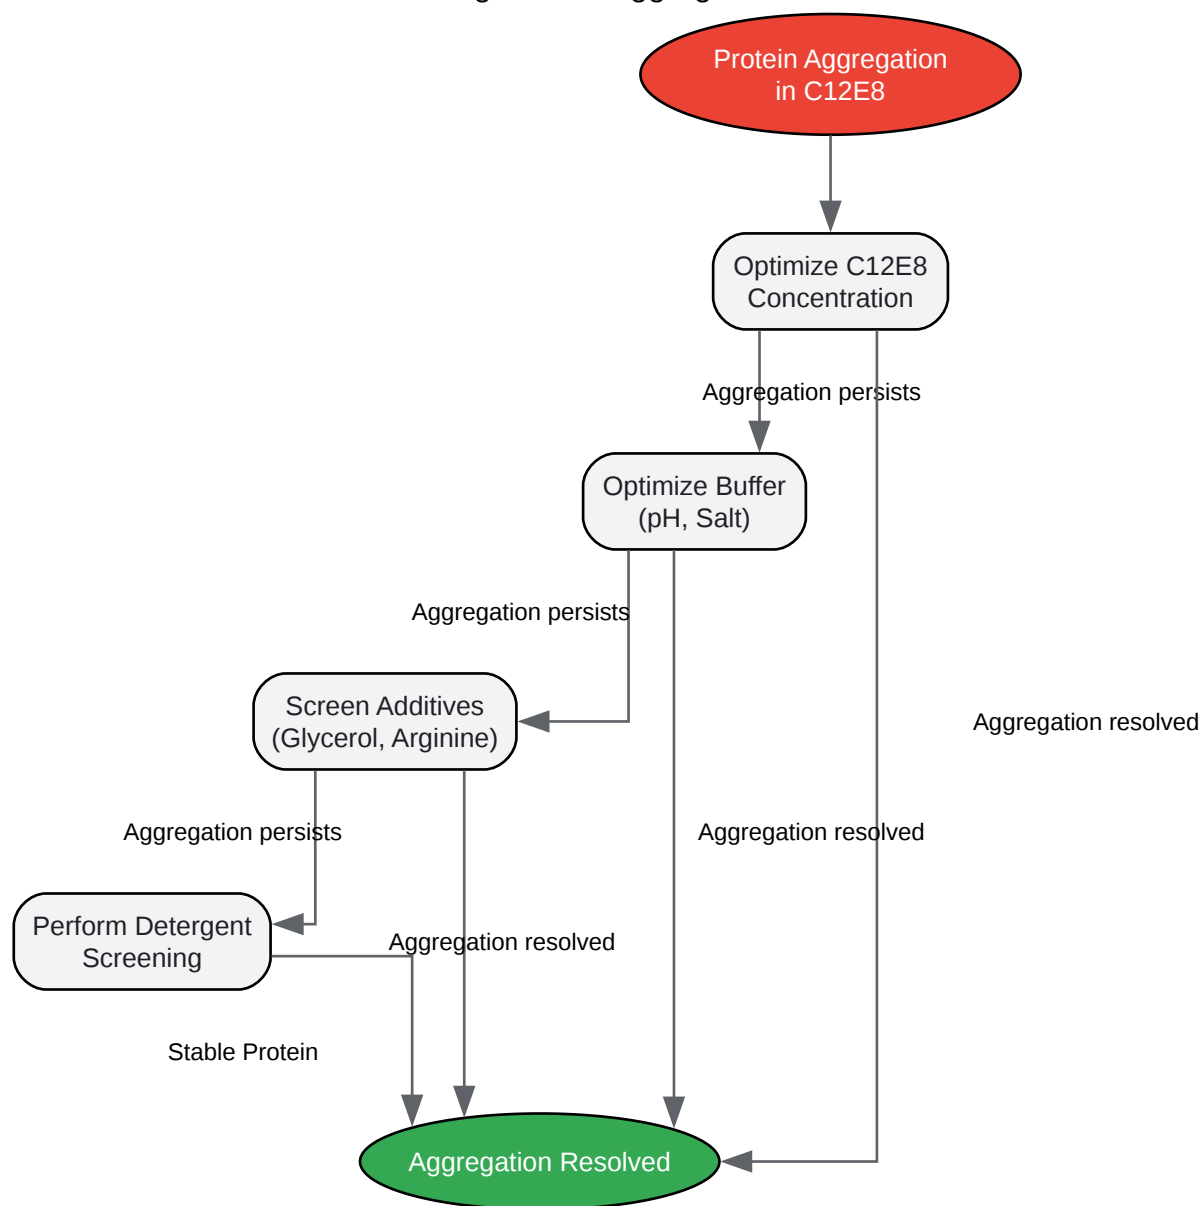 Protein Aggregation
in C12E8
Optimize C12E8
Concentration
Aggregation persists
Optimize Buffer
(pH, Salt)
Aggregation persists
Screen Additives
(Glycerol, Arginine)
Aggregation resolved
Aggregation persists
Aggregation resolved
Perform Detergent
Screening
Aggregation resolved
Stable Protein
Aggregation Resolved